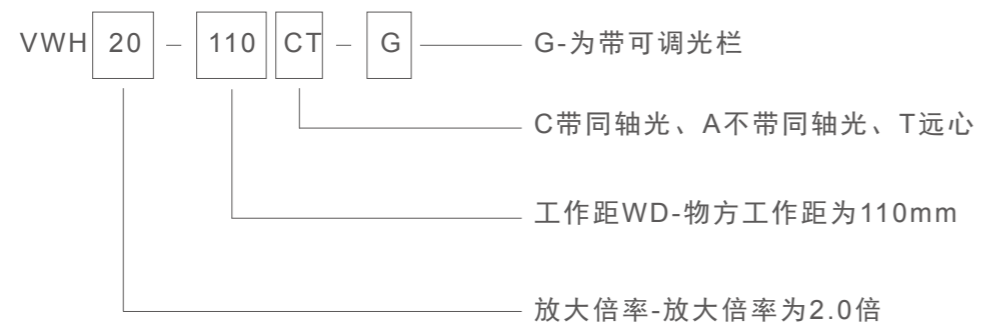 VWH 20 – 110 CT – G G-为带可调光栏
C带同轴光、A不带同轴光、T远心
工作距WD-物方工作距为110mm
放大倍率-放大倍率为2.0倍